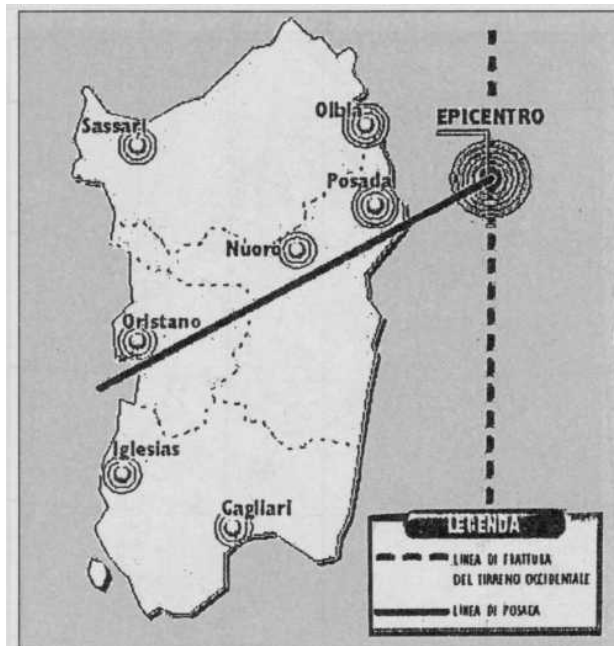 Olbia
EPICENTRO
Sassari
Posada
Nuoro
Oristano
Iglesias
Cagliari
LEGENDA
LINEA DI FRATTURA
DEL TIRRENO OCCIDENTALE
LINEA DI POSADA